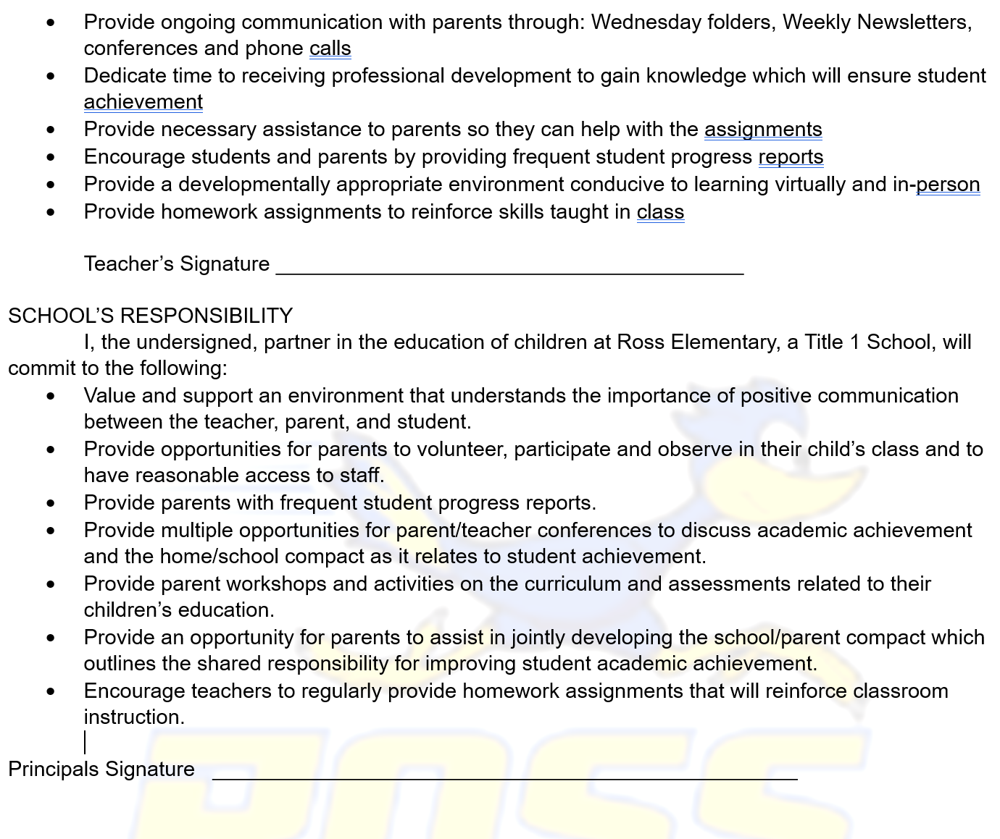 • Provide ongoing communication with parents through: Wednesday folders, Weekly Newsletters,
conferences and phone calls
• Dedicate time to receiving professional development to gain knowledge which will ensure student
achievement
• Provide necessary assistance to parents so they can help with the assignments
• Encourage students and parents by providing frequent student progress reports
• Provide a developmentally appropriate environment conducive to learning virtually and in-person
• Provide homework assignments to reinforce skills taught in class
Teacher’s Signature ________________________________________
SCHOOL’S RESPONSIBILITY
I, the undersigned, partner in the education of children at Ross Elementary, a Title 1 School, will
commit to the following:
• Value and support an environment that understands the importance of positive communication
between the teacher, parent, and student.
• Provide opportunities for parents to volunteer, participate and observe in their child’s class and to
have reasonable access to staff.
• Provide parents with frequent student progress reports.
• Provide multiple opportunities for parent/teacher conferences to discuss academic achievement
and the home/school compact as it relates to student achievement.
• Provide parent workshops and activities on the curriculum and assessments related to their
children’s education.
• Provide an opportunity for parents to assist in jointly developing the school/parent compact which
outlines the shared responsibility for improving student academic achievement.
• Encourage teachers to regularly provide homework assignments that will reinforce classroom
instruction.
Principals Signature __________________________________________________
ROSS